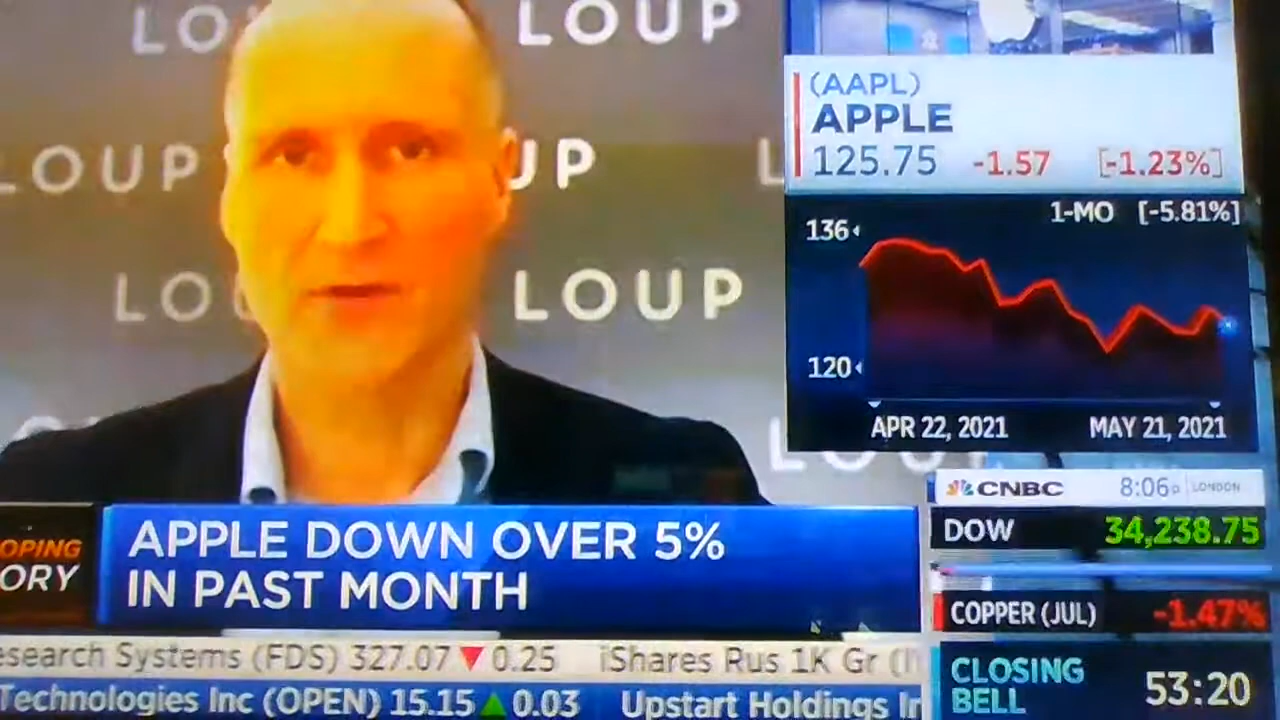 LO
LOUP
LOUP
UP
L
LO
LOUP
(AAPL)
APPLE
125.75 -1.57 [-1.23%]
1-MO [-5.81%]
136
120
APR 22, 2021 MAY 21, 2021
CNBC 8:06P LONDON
DOW 34,238.75
COPPER (JUL) -1.47%
CLOSING
BELL
53:20
OPING
ORY
APPLE DOWN OVER 5%
IN PAST MONTH
esearch Systems (FDS) 327.07 ▼ 0.25 iShares Rus 1K Gr (I
Technologies Inc (OPEN) 15.15 ▲ 0.03 Upstart Holdings In